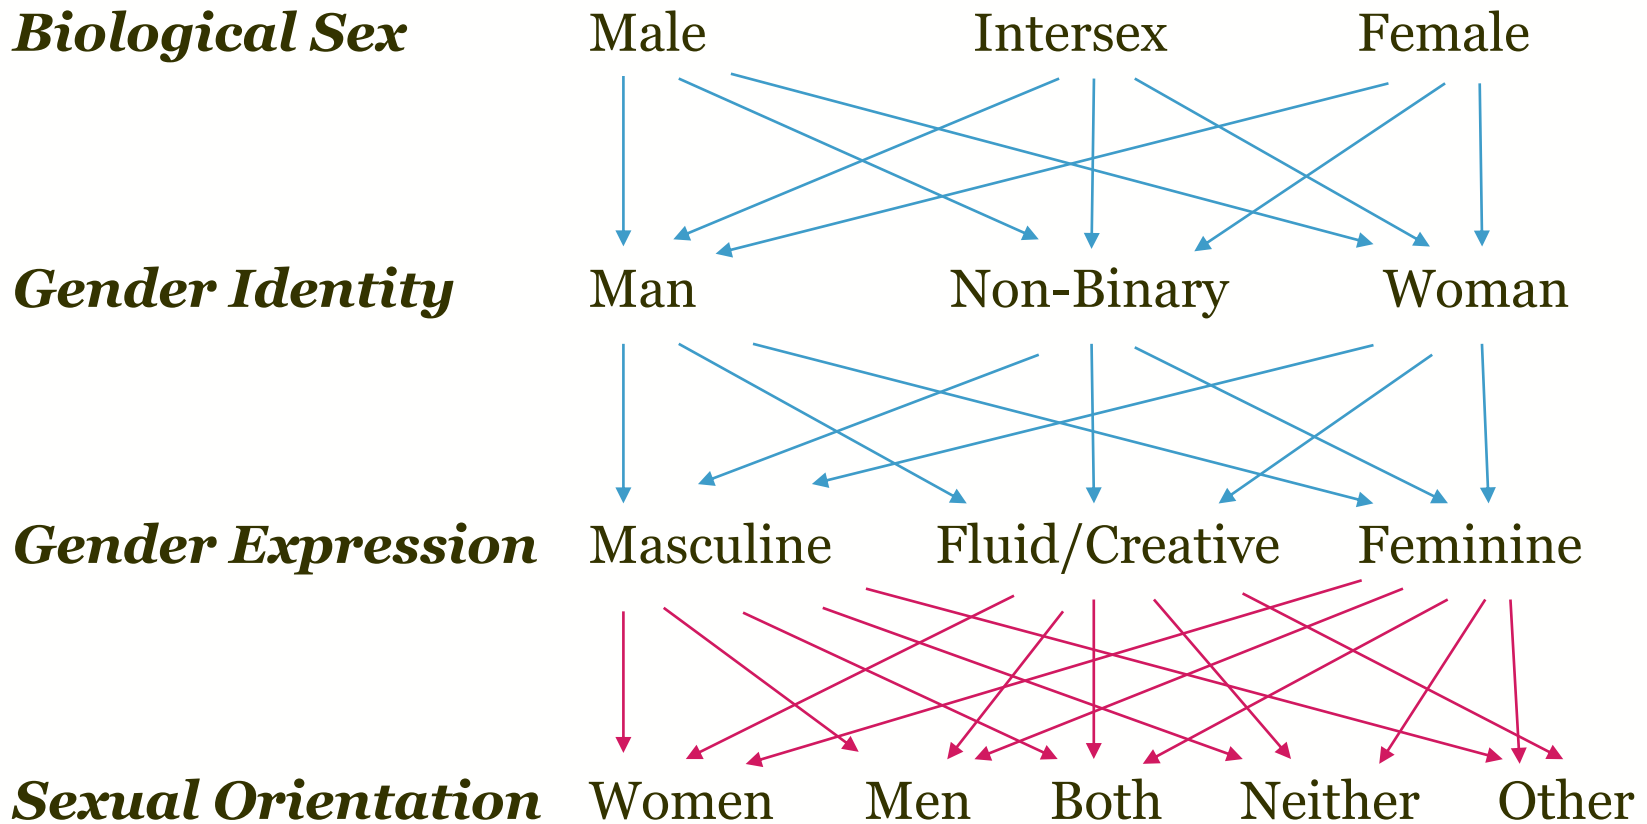 Biological Sex Male Intersex Female
Gender Identity Man Non-Binary Woman
Gender Expression Masculine Fluid/Creative Feminine
Sexual Orientation Women Men Both Neither Other